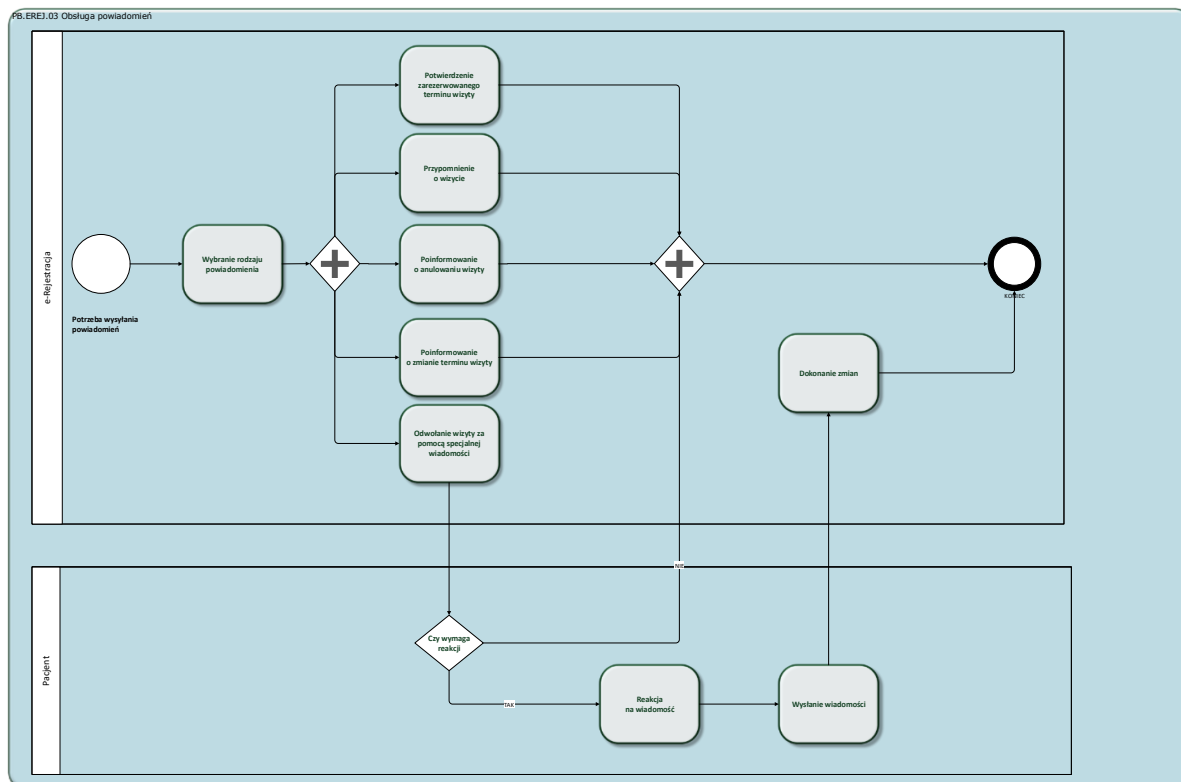 PB.EREJ.03 Obsługa powiadomień
e-Rejestracja
Potrzeba wysyłania
powiadomień
Wybranie rodzaju
powiadomienia
Potwierdzenie
zarezerwowanego
terminu wizyty
Przypomnienie
o wizycie
Poinformowanie
o anulowaniu wizyty
Poinformowanie
o zmianie terminu wizyty
Odwołanie wizyty za
pomocą specjalnej
wiadomości
Dokonanie zmian
KONIEC
Pacjent
Czy wymaga
reakcji
NIE
TAK
Reakcja
na wiadomość
Wysłanie wiadomości